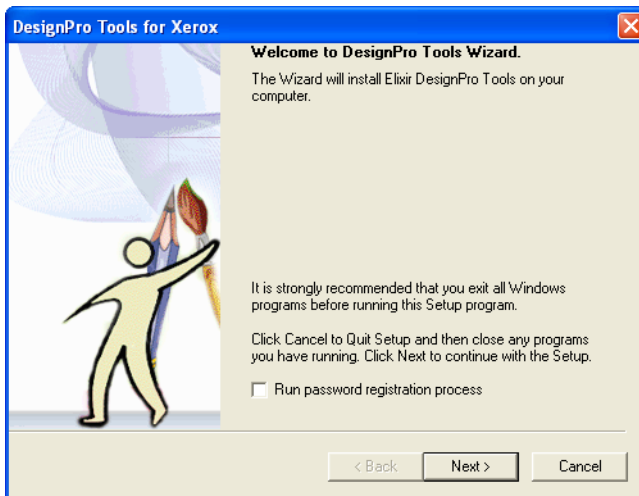 DesignPro Tools for Xerox
Welcome to DesignPro Tools Wizard.
The Wizard will install Elixir DesignPro Tools on your
computer.
It is strongly recommended that you exit all Windows
programs before running this Setup program.
Click Cancel to Quit Setup and then close any programs
you have running. Click Next to continue with the Setup.
Run password registration process
< Back Next > Cancel